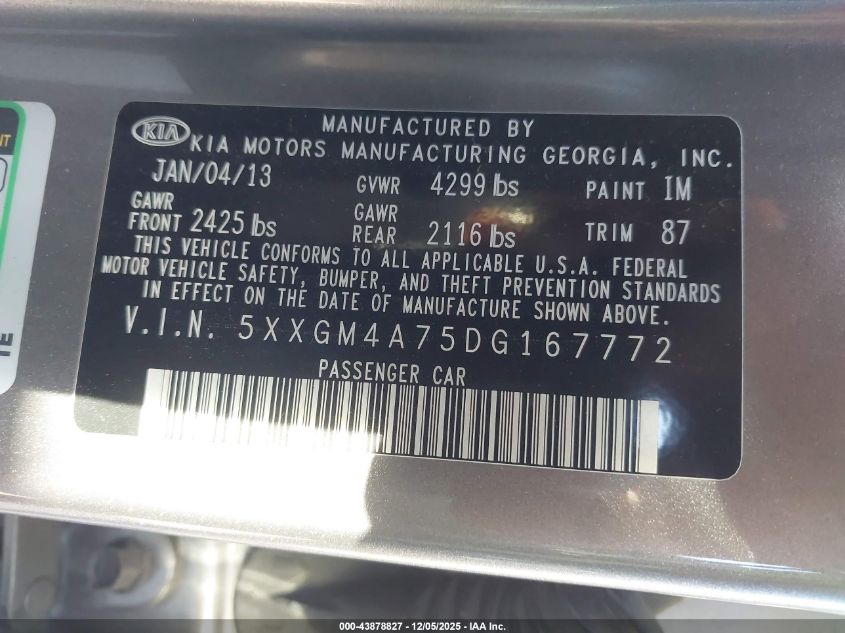 KIA
MANUFACTURED BY
KIA MOTORS MANUFACTURING GEORGIA, INC.
JAN/04/13 GVWR 4299 lbs PAINT IM
GAWR FRONT 2425 lbs GAWR REAR 2116 lbs TRIM 87
THIS VEHICLE CONFORMS TO ALL APPLICABLE U.S.A. FEDERAL
MOTOR VEHICLE SAFETY, BUMPER, AND THEFT PREVENTION STANDARDS
IN EFFECT ON THE DATE OF MANUFACTURE SHOWN ABOVE.
V.I.N. 5XXGM4A75DG167772
PASSENGER CAR
000-43878827 - 12/05/2025 - IAA Inc.